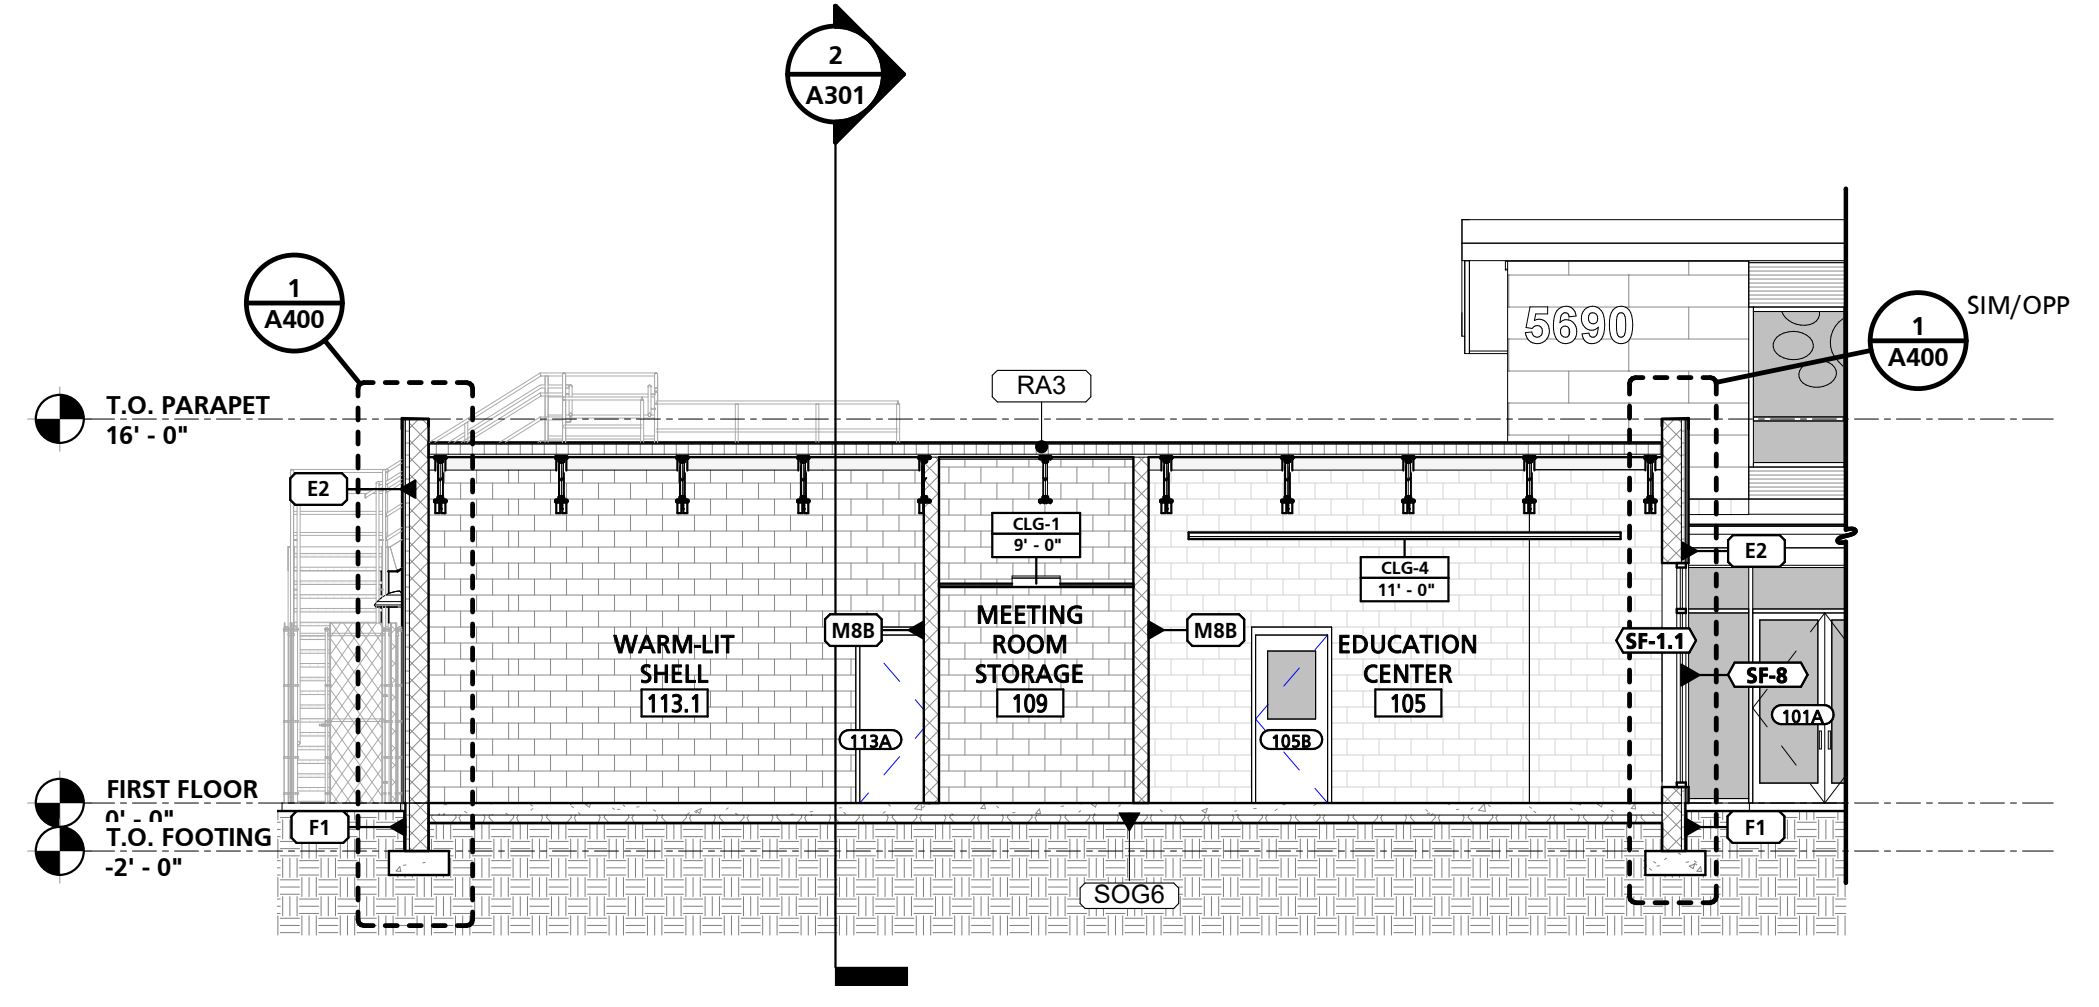 2
A301
1
A400
5690
1
A400
SIM/OPP
RA3
T.O. PARAPET
16' - 0"
E2
CLG-1
9' - 0"
E2
CLG-4
11' - 0"
WARM-LIT
SHELL
113.1
M8B
MEETING
ROOM
STORAGE
109
M8B
EDUCATION
CENTER
105
SF-1.1
SF-8
101A
113A
105B
FIRST FLOOR
0' - 0"
F1
T.O. FOOTING
-2' - 0"
F1
SOG6